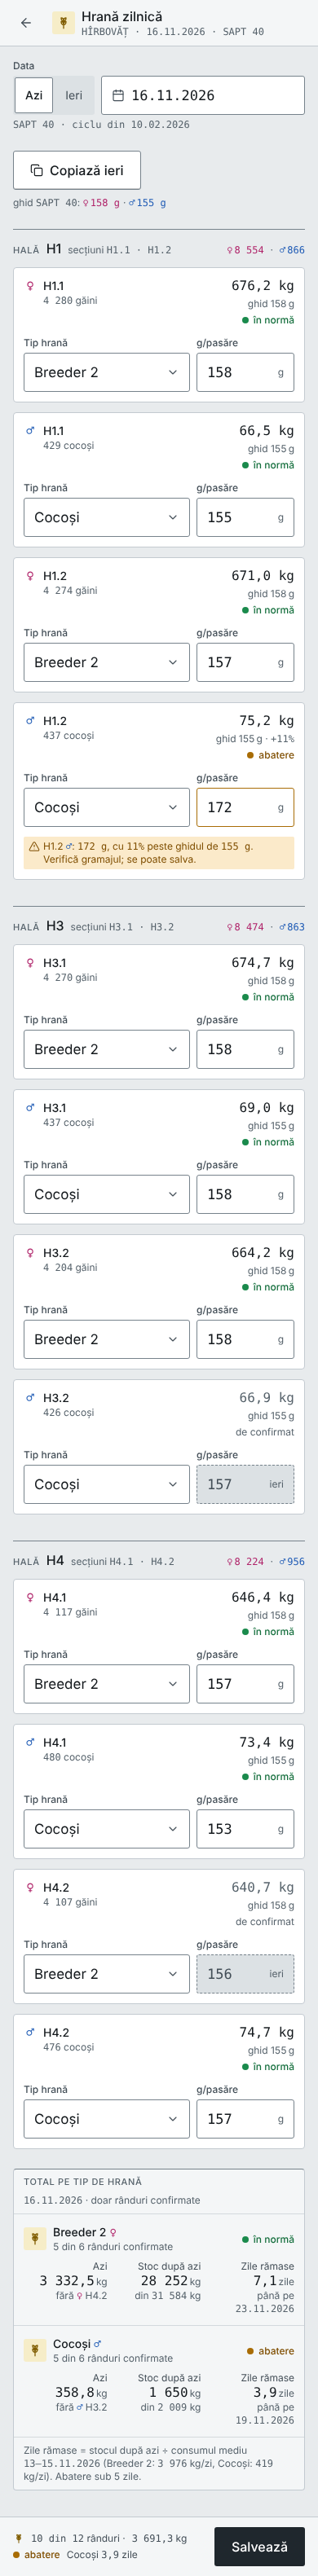 Hrană zilnică
HÎRBOVĂȚ · 16.11.2026 · SAPT 40
Data
Azi Ieri 16.11.2026
SAPT 40 · ciclu din 10.02.2026
Copiază ieri
ghid SAPT 40: ♀158 g · ♂155 g
HALĂ H1 secțiuni H1.1 · H1.2 ♀8 554 · ♂866
♀ H1.1 676,2 kg
4 280 găini ghid 158 g
în normă
Tip hrană g/pasăre
Breeder 2 158 g
♂ H1.1 66,5 kg
429 cocoși ghid 155 g
în normă
Tip hrană g/pasăre
Cocoși 155 g
♀ H1.2 671,0 kg
4 274 găini ghid 158 g
în normă
Tip hrană g/pasăre
Breeder 2 157 g
♂ H1.2 75,2 kg
437 cocoși ghid 155 g · +11%
abatere
Tip hrană g/pasăre
Cocoși 172 g
H1.2 ♂: 172 g, cu 11% peste ghidul de 155 g.
Verifică gramajul; se poate salva.
HALĂ H3 secțiuni H3.1 · H3.2 ♀8 474 · ♂863
♀ H3.1 674,7 kg
4 270 găini ghid 158 g
în normă
Tip hrană g/pasăre
Breeder 2 158 g
♂ H3.1 69,0 kg
437 cocoși ghid 155 g
în normă
Tip hrană g/pasăre
Cocoși 158 g
♀ H3.2 664,2 kg
4 204 găini ghid 158 g
în normă
Tip hrană g/pasăre
Breeder 2 158 g
♂ H3.2 66,9 kg
426 cocoși ghid 155 g
de confirmat
Tip hrană g/pasăre
Cocoși 157 ieri
HALĂ H4 secțiuni H4.1 · H4.2 ♀8 224 · ♂956
♀ H4.1 646,4 kg
4 117 găini ghid 158 g
în normă
Tip hrană g/pasăre
Breeder 2 157 g
♂ H4.1 73,4 kg
480 cocoși ghid 155 g
în normă
Tip hrană g/pasăre
Cocoși 153 g
♀ H4.2 640,7 kg
4 107 găini ghid 158 g
de confirmat
Tip hrană g/pasăre
Breeder 2 156 ieri
♂ H4.2 74,7 kg
476 cocoși ghid 155 g
în normă
Tip hrană g/pasăre
Cocoși 157 g
TOTAL PE TIP DE HRANĂ
16.11.2026 · doar rânduri confirmate
Breeder 2 ♀ în normă
5 din 6 rânduri confirmate
Azi Stoc după azi Zile rămase
3 332,5 kg 28 252 kg 7,1 zile
fără ♀ H4.2 din 31 584 kg până pe
23.11.2026
Cocoși ♂ abatere
5 din 6 rânduri confirmate
Azi Stoc după azi Zile rămase
358,8 kg 1 650 kg 3,9 zile
fără ♂ H3.2 din 2 009 kg până pe
19.11.2026
Zile rămase = stocul după azi ÷ consumul mediu
13–15.11.2026 (Breeder 2: 3 976 kg/zi, Cocoși: 419
kg/zi). Abatere sub 5 zile.
10 din 12 rânduri · 3 691,3 kg
abatere Cocoși 3,9 zile
Salvează